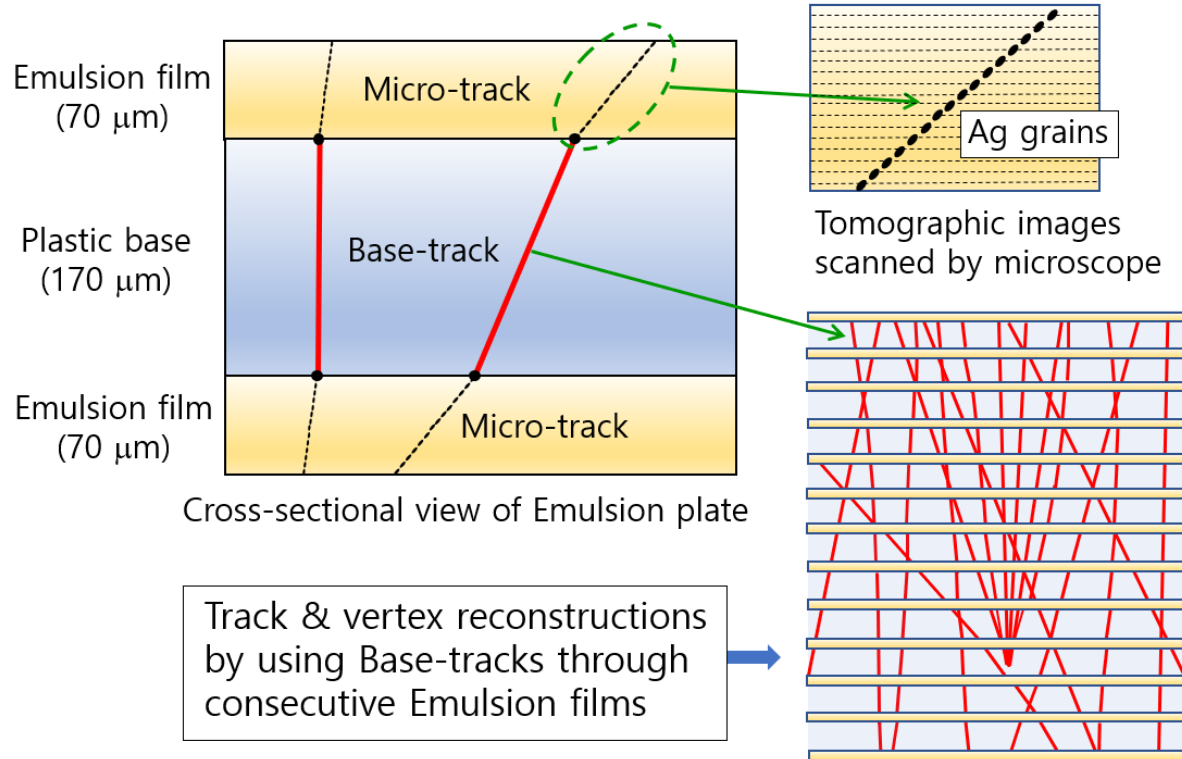 Emulsion film
(70 μm)
Micro-track
Plastic base
(170 μm)
Base-track
Emulsion film
(70 μm)
Micro-track
Cross-sectional view of Emulsion plate
Ag grains
Tomographic images
scanned by microscope
Track & vertex reconstructions
by using Base-tracks through
consecutive Emulsion films